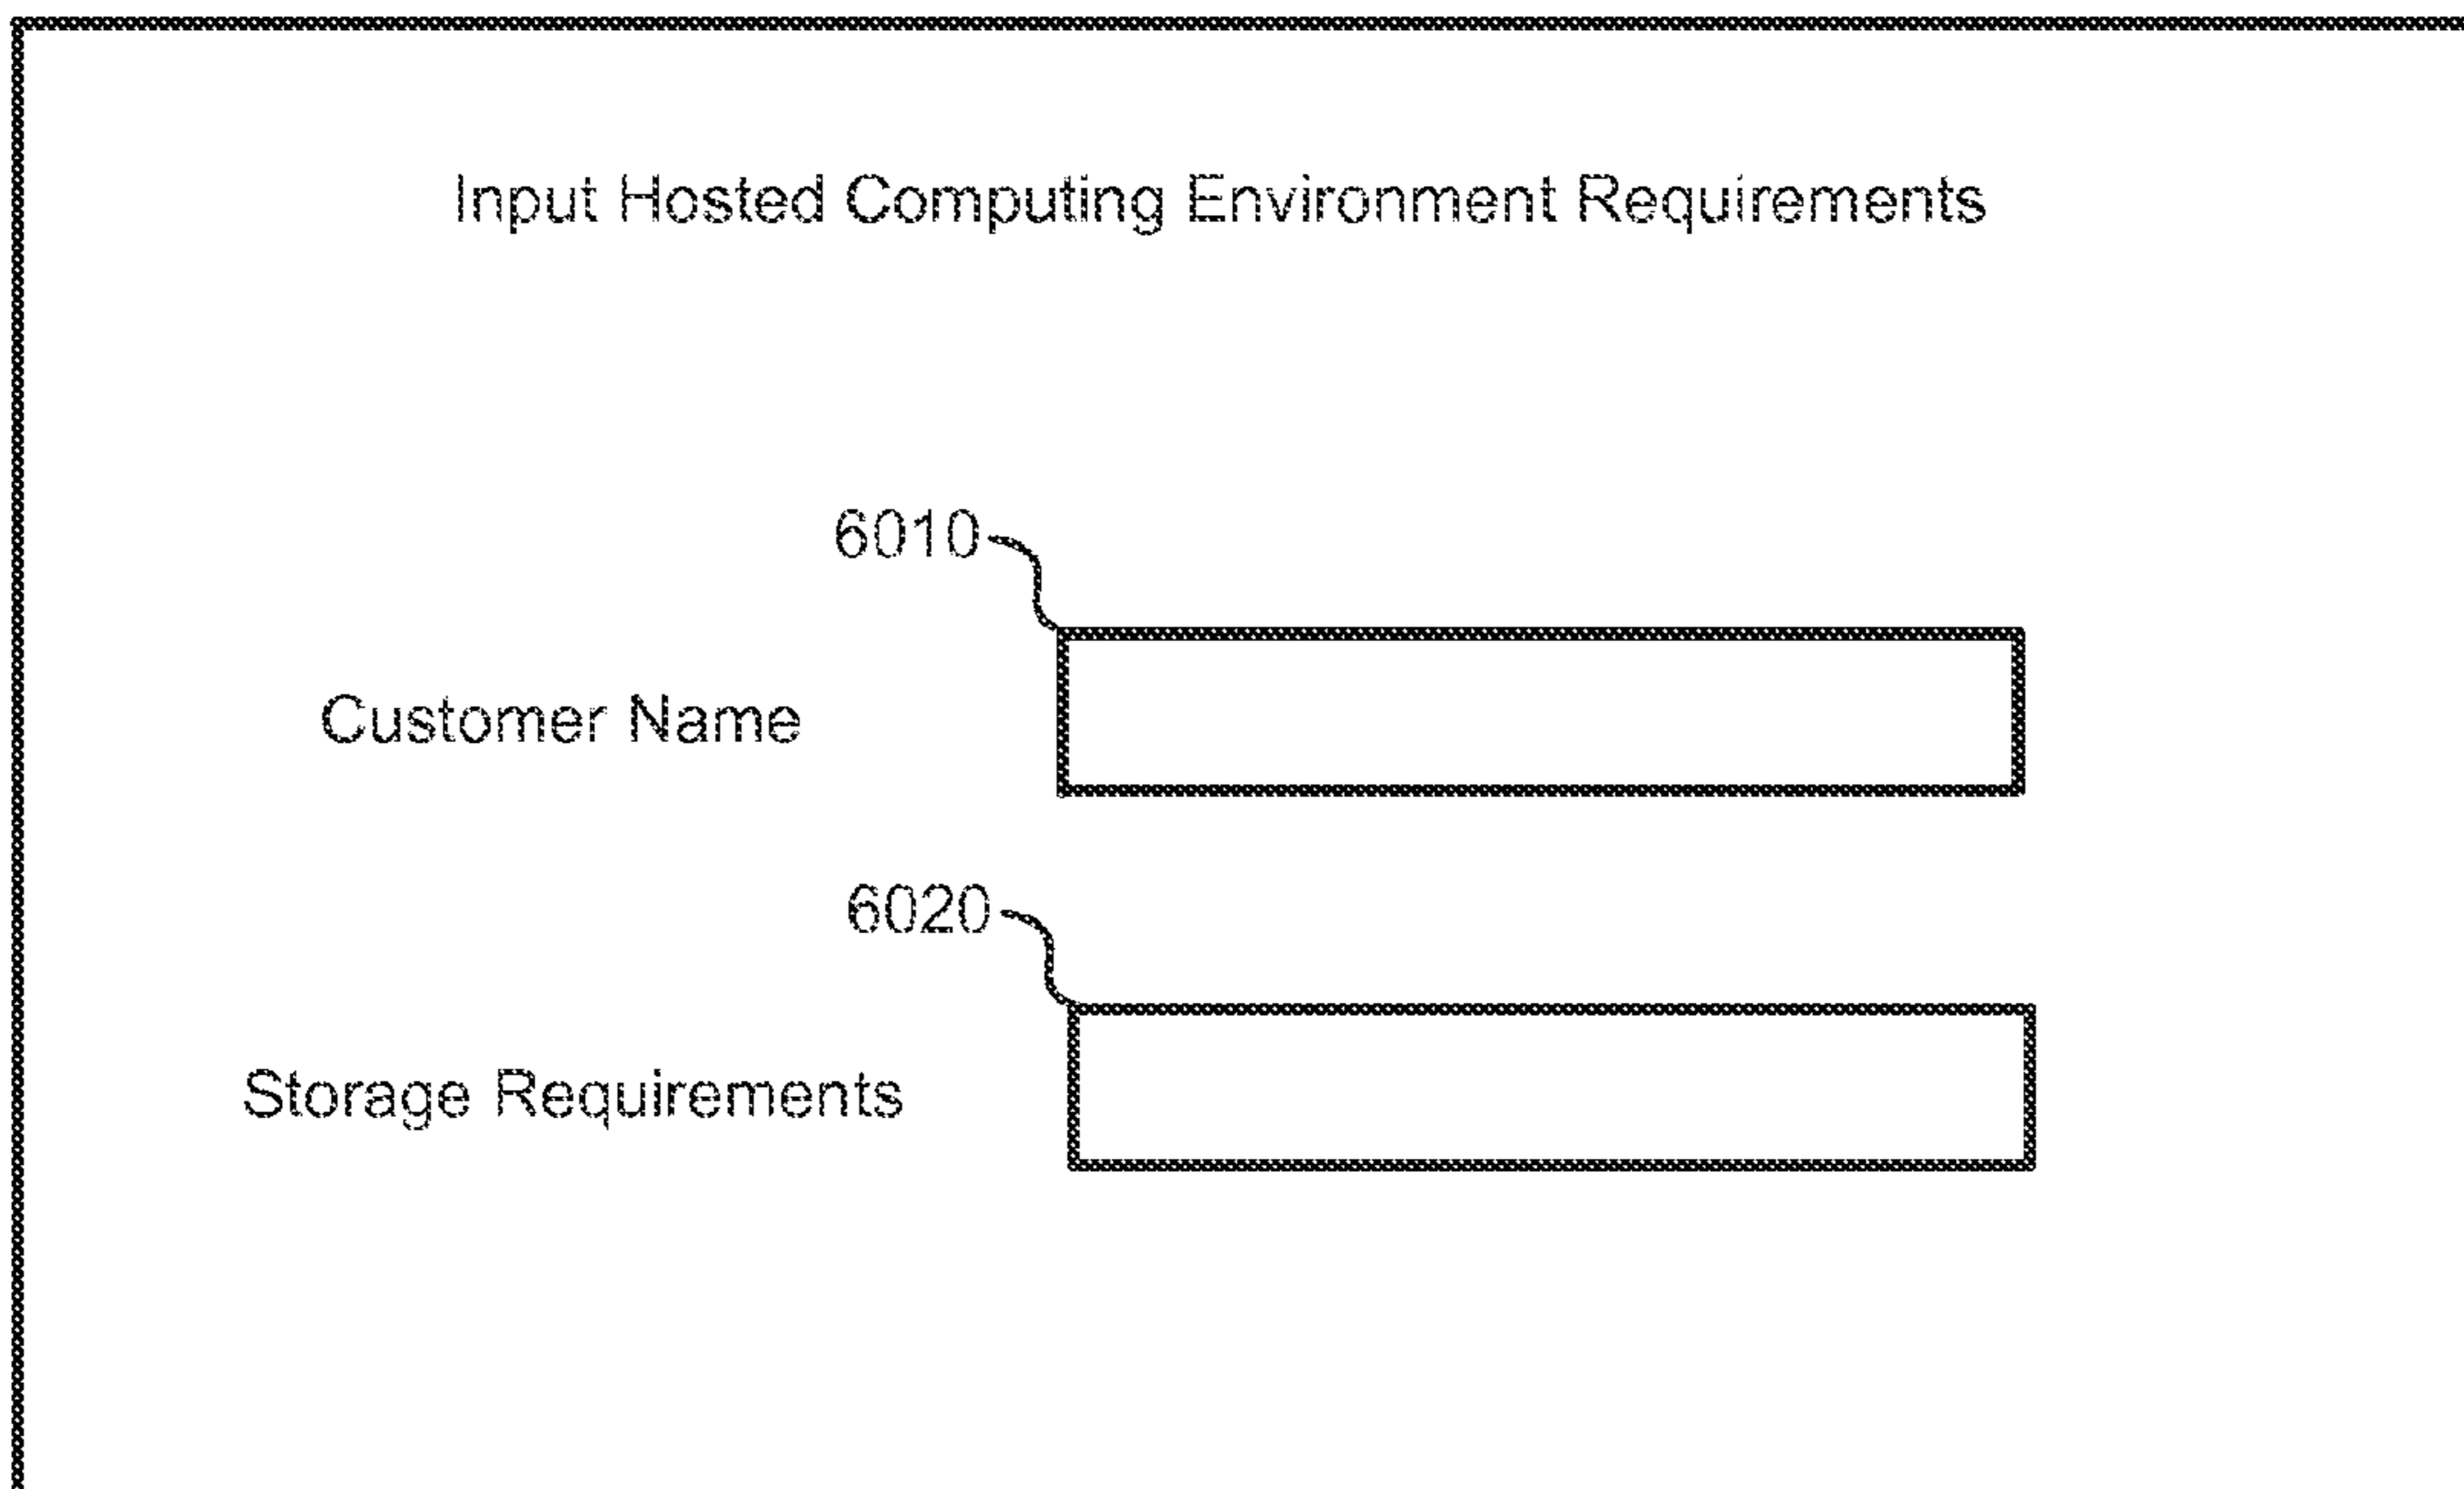 Input Hosted Computing Environment Requirements
6010
Customer Name
6020
Storage Requirements